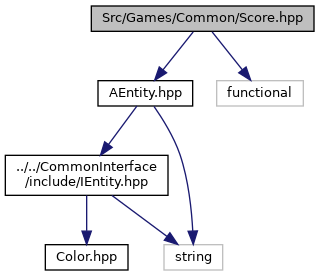 Src/Games/Common/Score.hpp
AEntity.hpp
functional
../../CommonInterface
/include/IEntity.hpp
Color.hpp
string